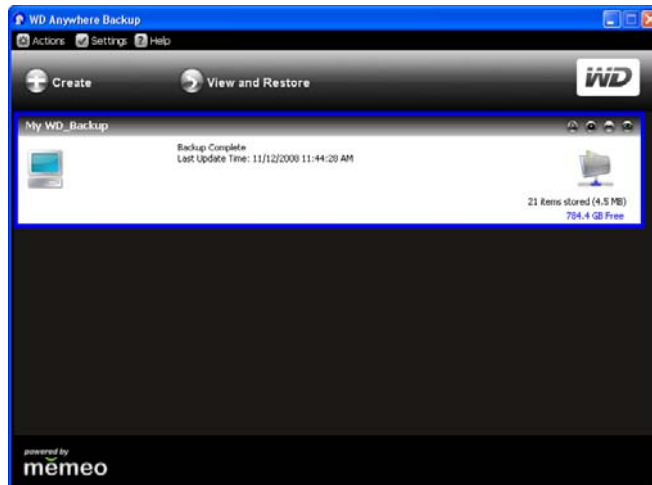 WD Anywhere Backup
Actions Settings Help
Create View and Restore WD
My WD_Backup
Backup Complete
Last Update Time: 11/12/2008 11:44:28 AM
21 items stored (4.5 MB)
784.4 GB Free
powered by
memeo